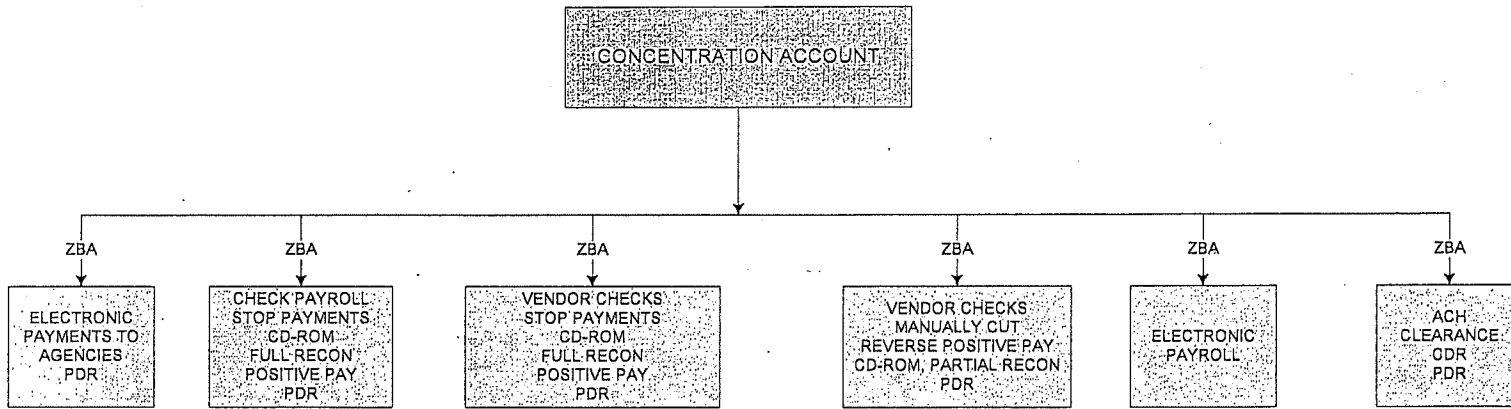 CONCENTRATION ACCOUNT
ZBA
ZBA
ZBA
ZBA
ZBA
ZBA
ELECTRONIC
PAYMENTS TO
AGENCIES
PDR
CHECK PAYROLL
STOP PAYMENTS
CD-ROM
FULL RECON
POSITIVE PAY
PDR
VENDOR CHECKS
STOP PAYMENTS
CD-ROM
FULL RECON
POSITIVE PAY
PDR
VENDOR CHECKS
MANUALLY CUT
REVERSE POSITIVE PAY
CD-ROM, PARTIAL RECON
PDR
ELECTRONIC
PAYROLL
ACH
CLEARANCE
CDR
PDR